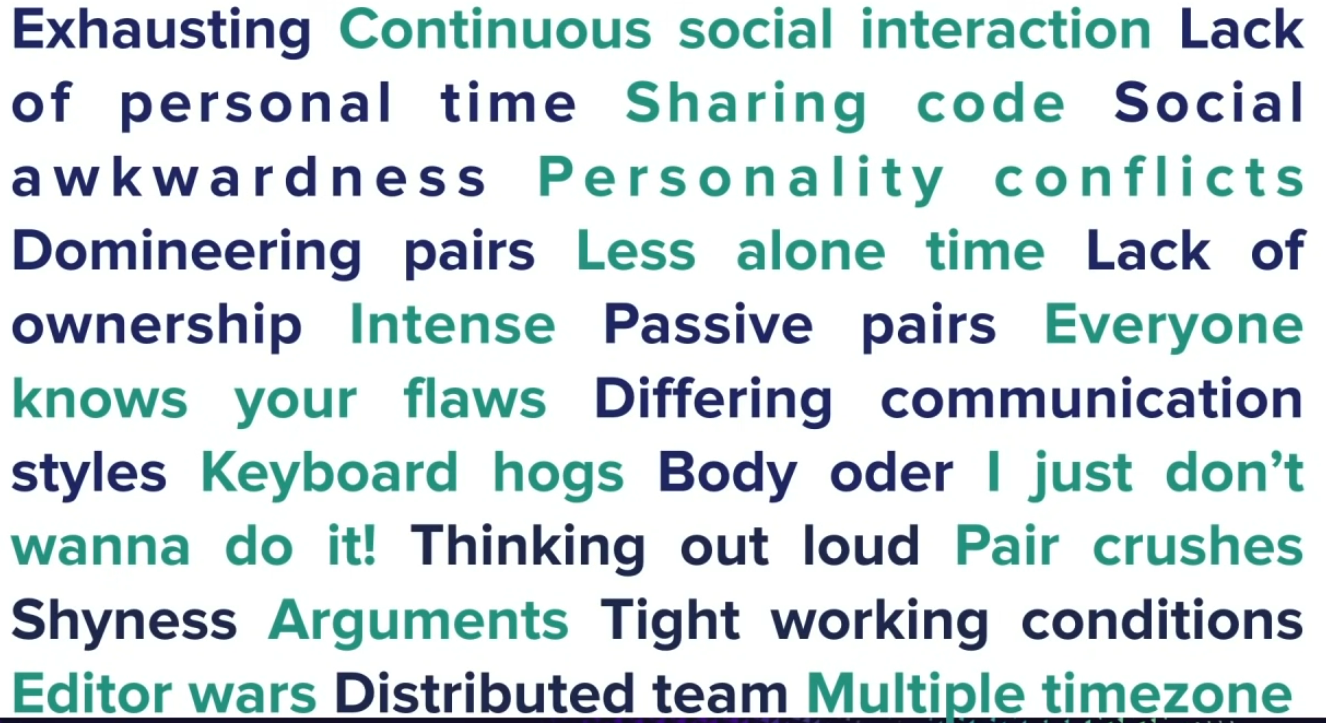 Exhausting Continuous social interaction Lack
of personal time Sharing code Social
awkwardness Personality conflicts
Domineering pairs Less alone time Lack of
ownership Intense Passive pairs Everyone
knows your flaws Differing communication
styles Keyboard hogs Body oder I just don’t
wanna do it! Thinking out loud Pair crushes
Shyness Arguments Tight working conditions
Editor wars Distributed team Multiple timezone